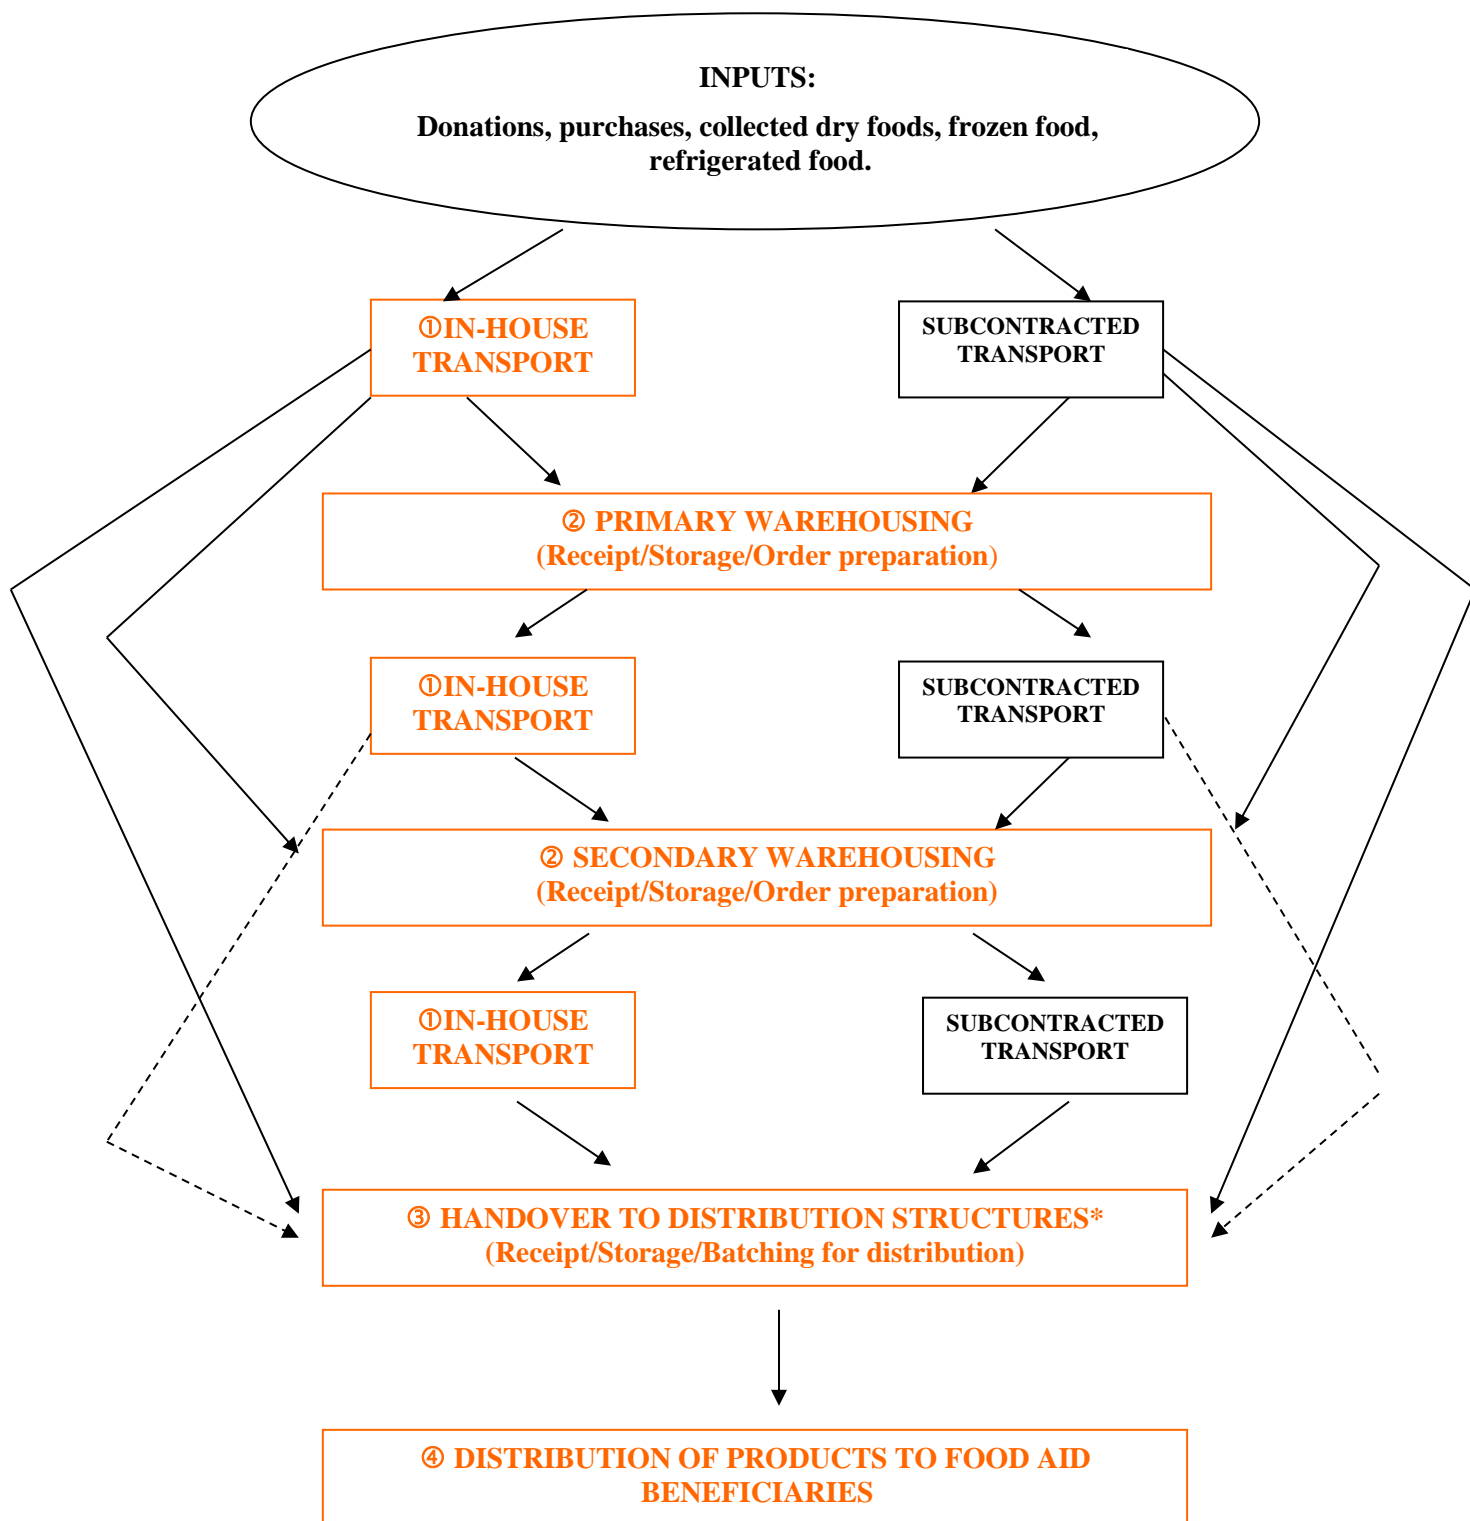 INPUTS:
Donations, purchases, collected dry foods, frozen food,
refrigerated food.
①IN-HOUSE
TRANSPORT
SUBCONTRACTED
TRANSPORT
② PRIMARY WAREHOUSING
(Receipt/Storage/Order preparation)
①IN-HOUSE
TRANSPORT
SUBCONTRACTED
TRANSPORT
② SECONDARY WAREHOUSING
(Receipt/Storage/Order preparation)
①IN-HOUSE
TRANSPORT
SUBCONTRACTED
TRANSPORT
③ HANDOVER TO DISTRIBUTION STRUCTURES*
(Receipt/Storage/Batching for distribution)
④ DISTRIBUTION OF PRODUCTS TO FOOD AID
BENEFICIARIES